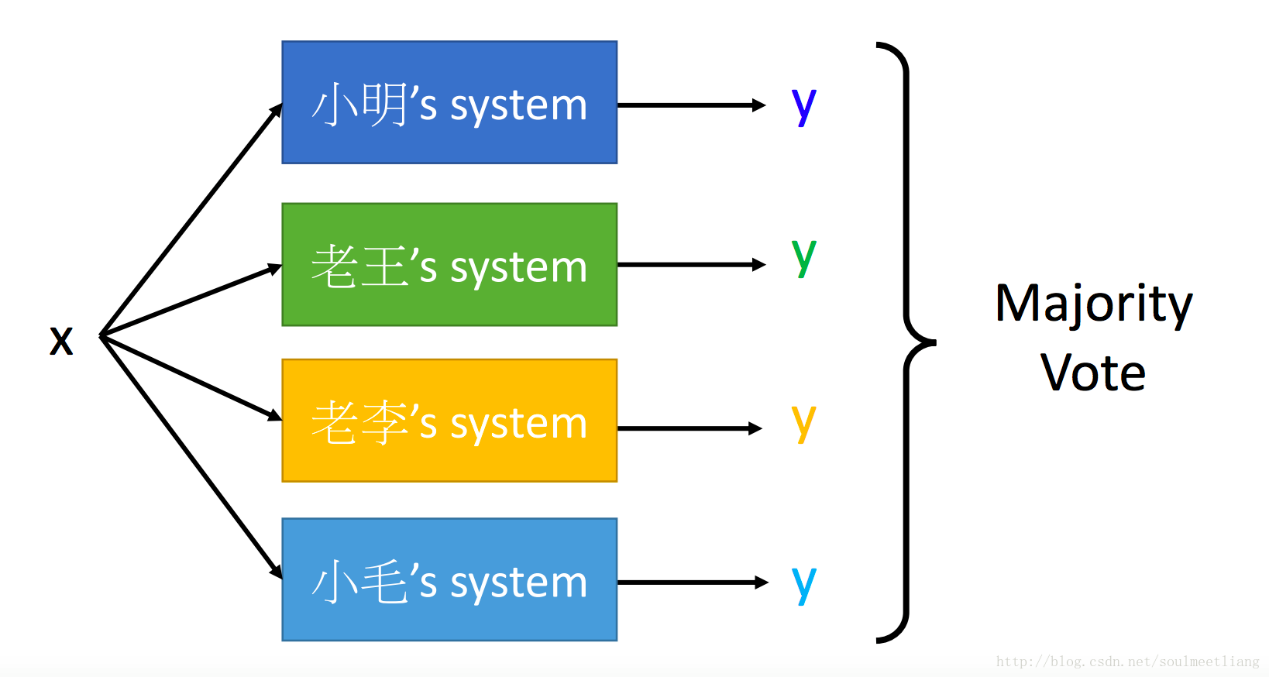 小明's system
y
老王's system
y
x
老李's system
y
小毛's system
y
Majority
Vote
http://blog.csdn.net/soulmeetliang